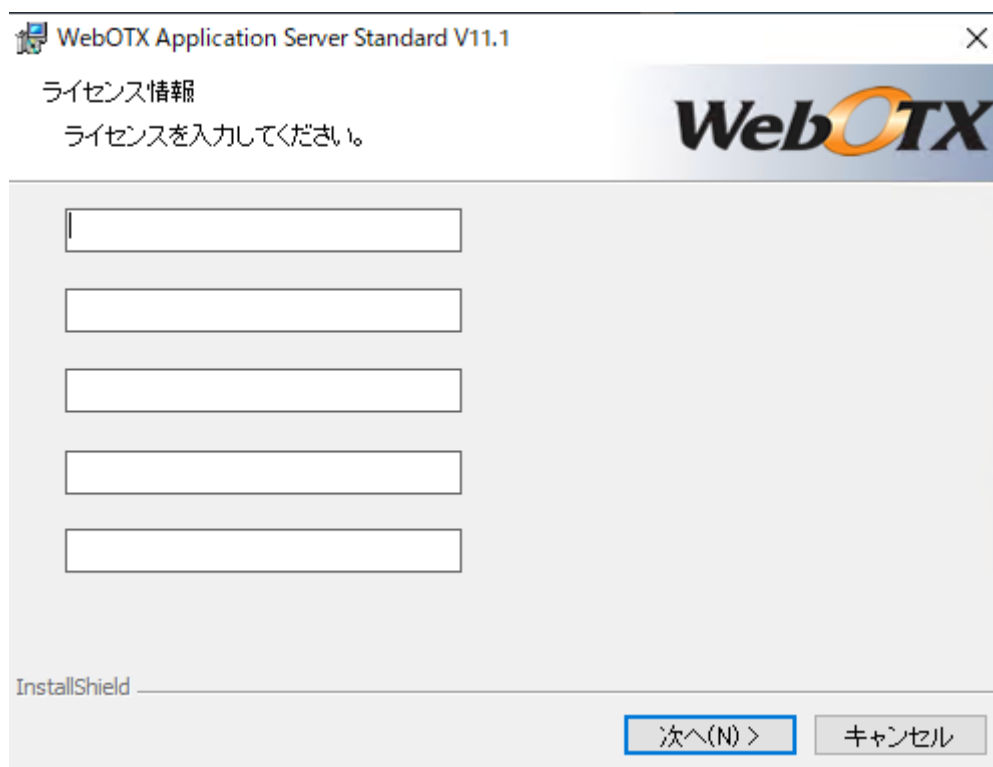 WebOTX Application Server Standard V11.1
ライセンス情報
ライセンスを入力してください。
WebOTX
InstallShield
次へ(N) >
キャンセル